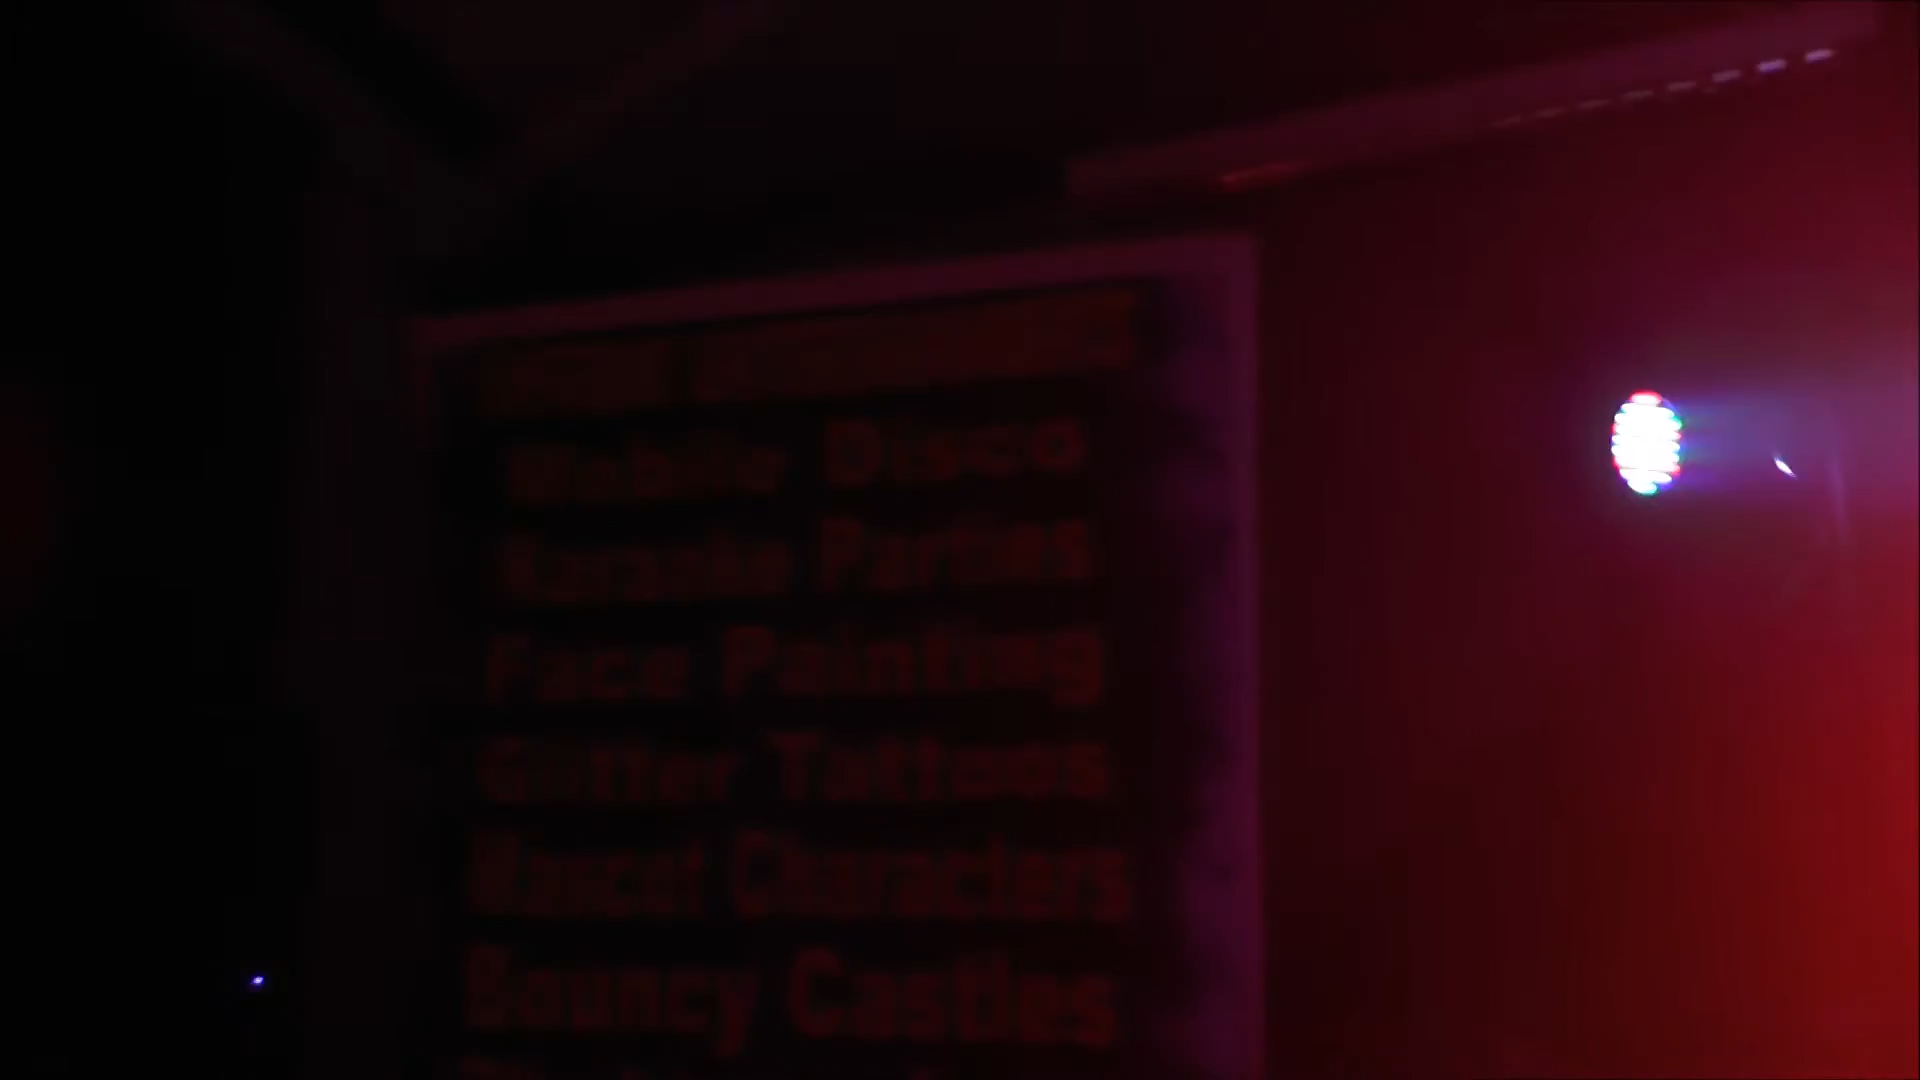 Mobile Disco
Karaoke Parties
Face Painting
Glitter Tattoos
Mascot Characters
Bouncy Castles